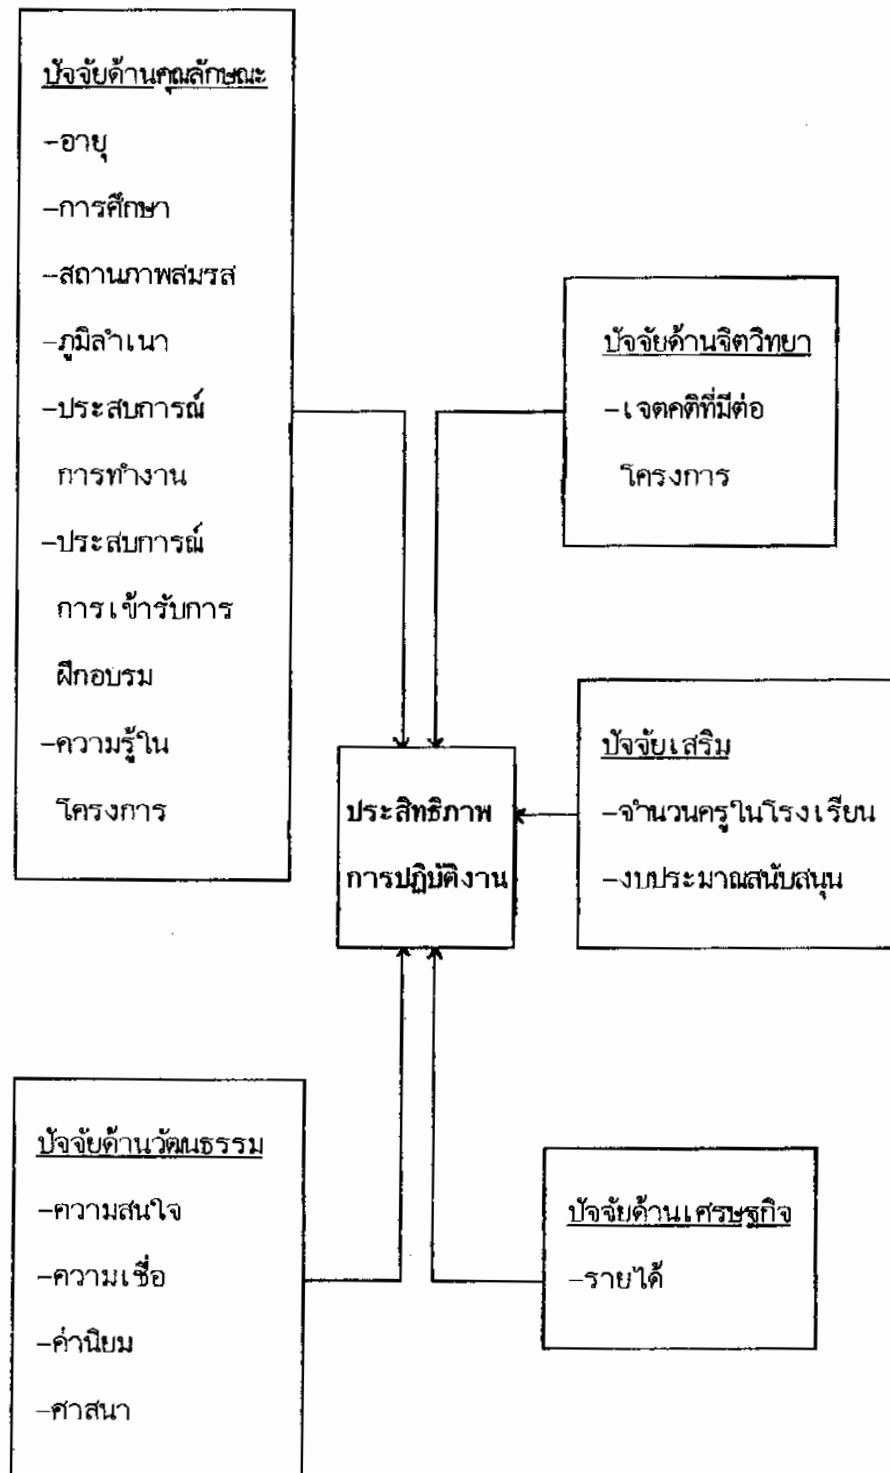 ปัจจัยด้านคุณลักษณะ
-อายุ
-การศึกษา
-สถานภาพสมรส
-ภูมิลำเนา
-ประสบการณ์
การทำงาน
-ประสบการณ์
การเข้ารับการ
ฝึกอบรม
-ความรู้ใน
โครงการ
ปัจจัยด้านจิตวิทยา
-เจตคติที่มีต่อ
โครงการ
ปัจจัยเสริม
-จำนวนครูในโรงเรียน
-งบประมาณสนับสนุน
ประสิทธิภาพ
การปฏิบัติงาน
ปัจจัยด้านวัฒนธรรม
-ความสนใจ
-ความเชื่อ
-ค่านิยม
-ศาสนา
ปัจจัยด้านเศรษฐกิจ
-รายได้